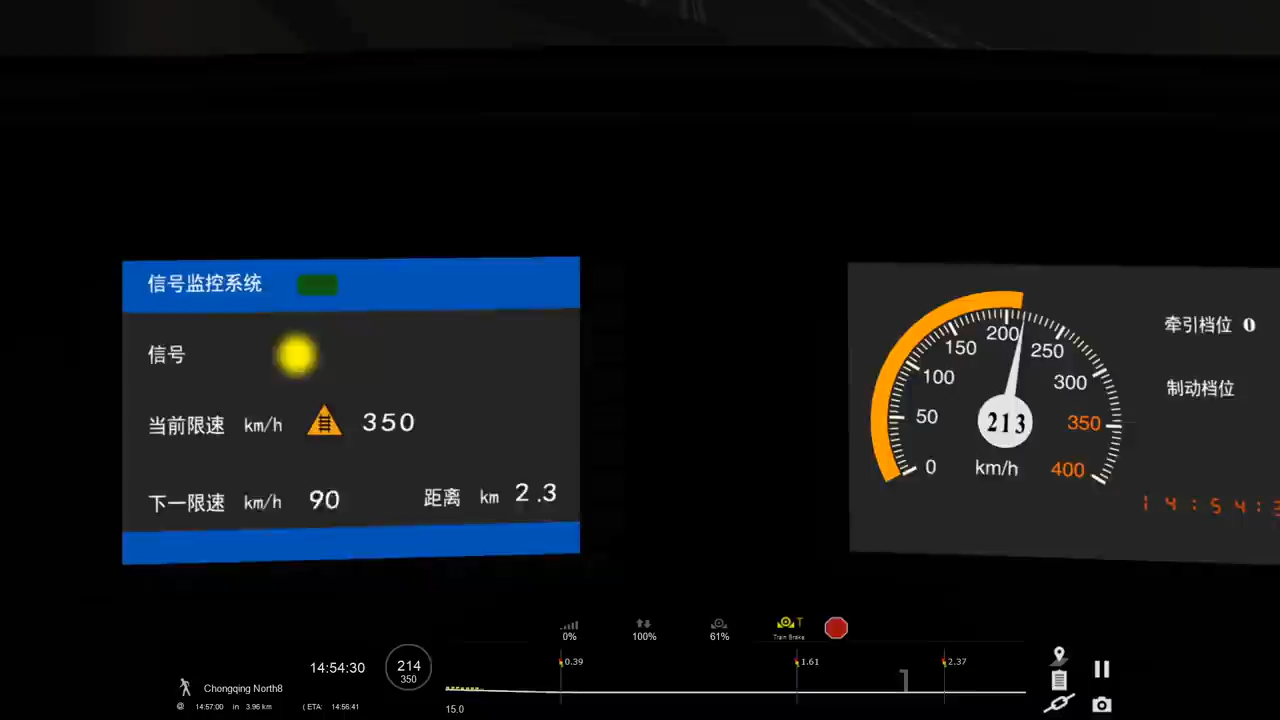 信号监控系统
信号
当前限速 km/h 350
下一限速 km/h 90 距离 km 2.3
0 50 100 150 200 250 300 350 400
213
km/h
牵引档位 0
制动档位
14:54:
0% 100% 61% T
Train Brake
14:54:30
214
350
0.39 1.61 2.37
1
Chongqing North8
@ 14:57:00 in 3.96 km ( ETA: 14:56:41
15.0